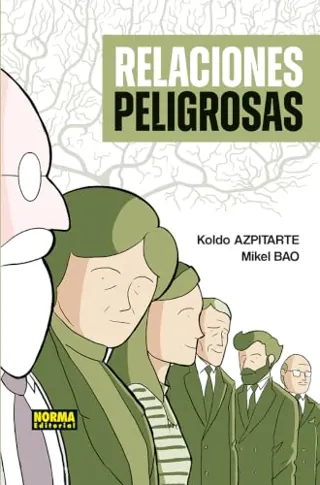 RELACIONES
PELIGROSAS
Koldo AZPITARTE
Mikel BAO
NORMA
Editorial